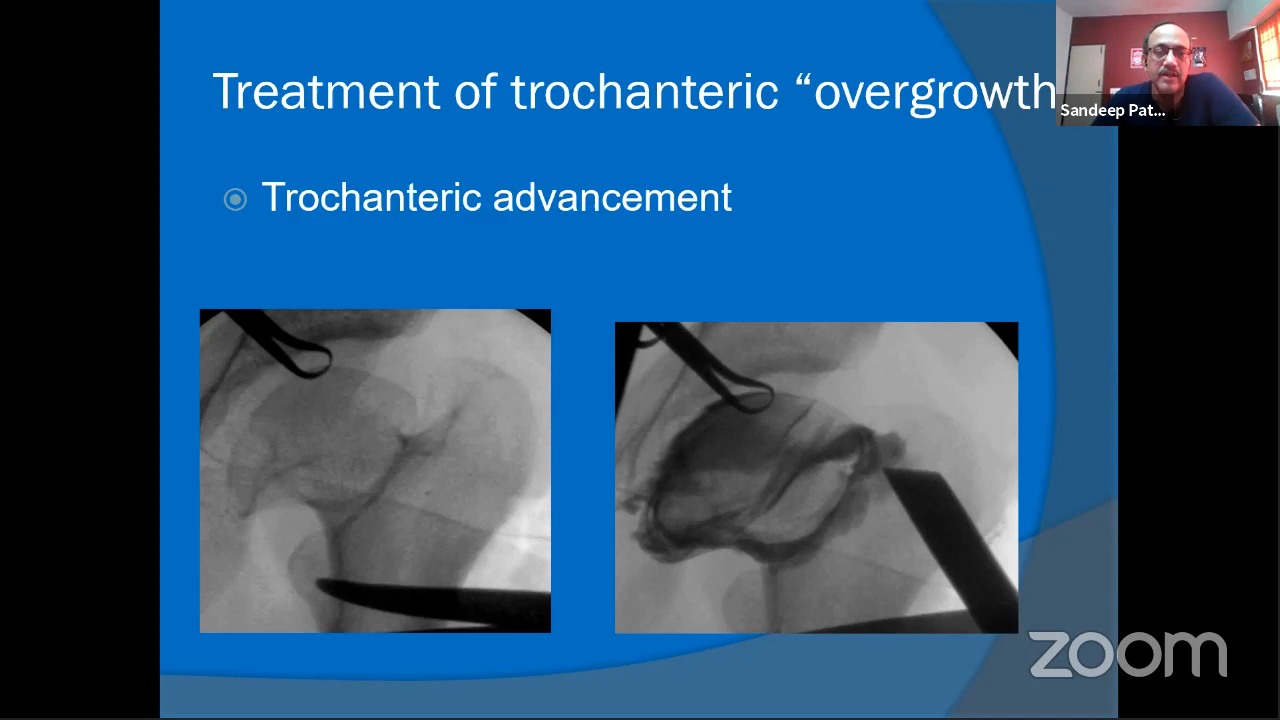 Treatment of trochanteric “overgrowth
Sandeep Pat...
Trochanteric advancement
zoom